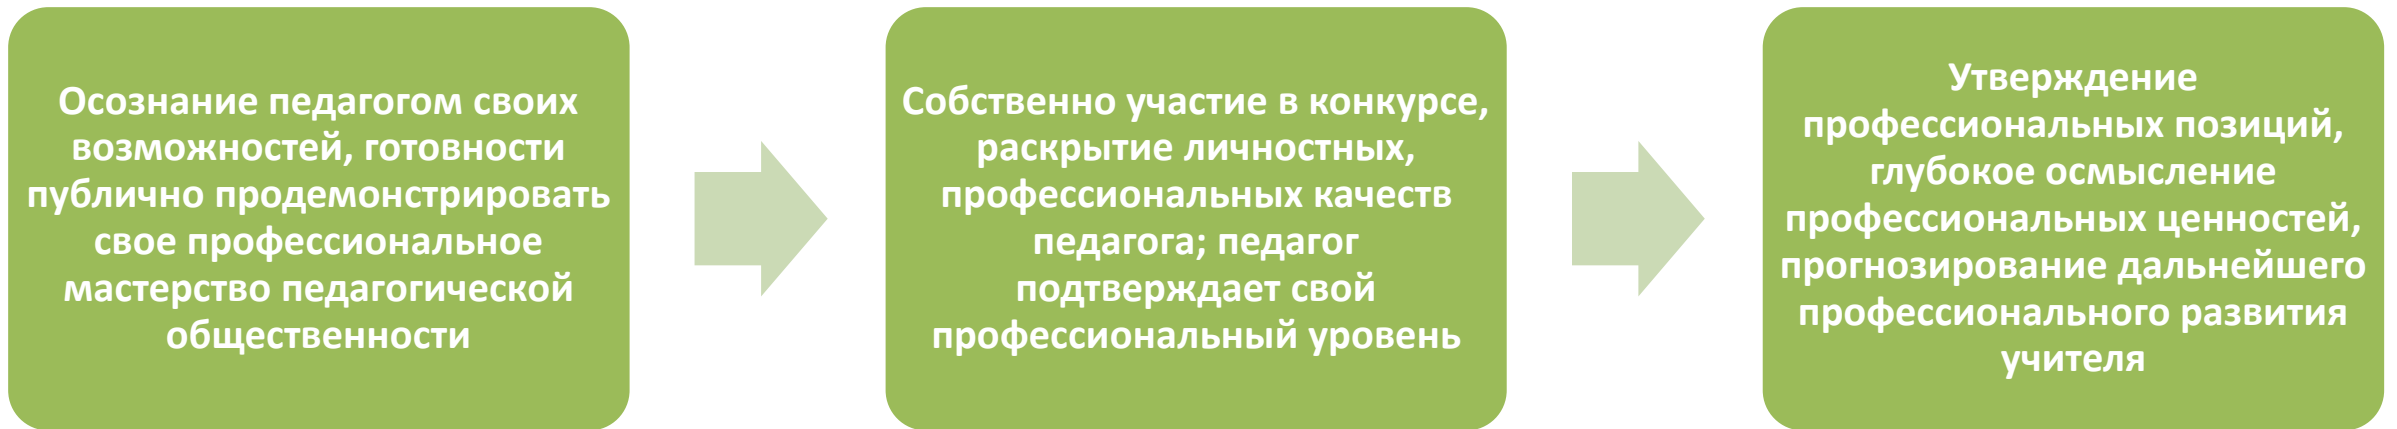 Осознание педагогом своих
возможностей, готовности
публично продемонстрировать
свое профессиональное
мастерство педагогической
общественности
Собственно участие в конкурсе,
раскрытие личностных,
профессиональных качеств
педагога; педагог
подтверждает свой
профессиональный уровень
Утверждение
профессиональных позиций,
глубокое осмысление
профессиональных ценностей,
прогнозирование дальнейшего
профессионального развития
учителя